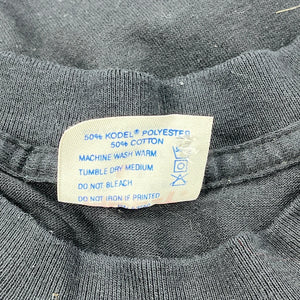 50% KODEL® POLYESTER
50% COTTON
MACHINE WASH WARM
TUMBLE DRY MEDIUM
DO NOT BLEACH
DO NOT IRON IF PRINTED